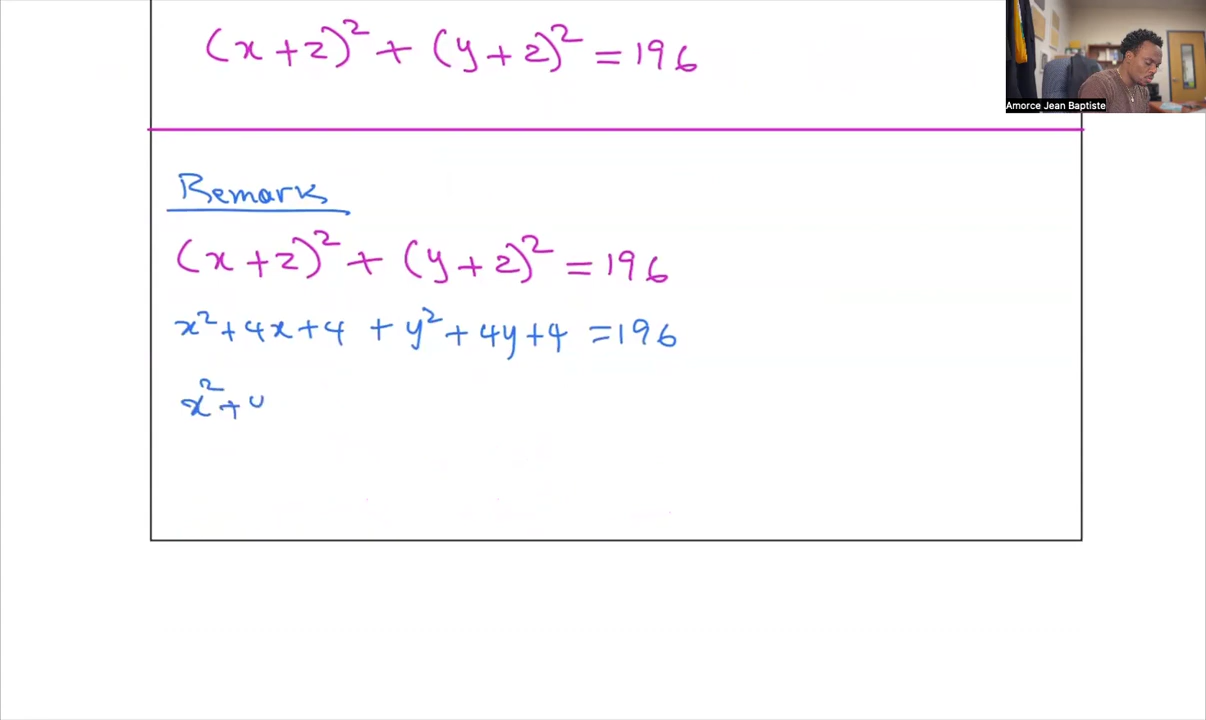 (x+2)² + (y+2)² = 196
Amorce Jean Baptiste
Remark
(x+2)² + (y+2)² = 196
x²+4x+4 + y²+4y+4 = 196
x²+